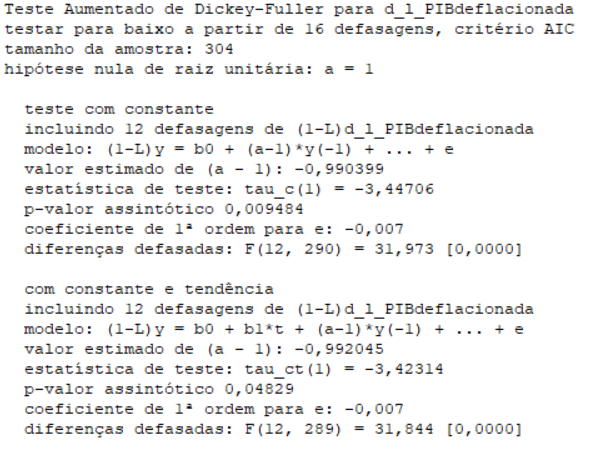 Teste Aumentado de Dickey-Fuller para d_l_PIBdeflacionada
testar para baixo a partir de 16 defasagens, critério AIC
tamanho da amostra: 304
hipótese nula de raiz unitária: a = 1
teste com constante
incluindo 12 defasagens de (1-L)d_l_PIBdeflacionada
modelo: (1-L)y = b0 + (a-1)*y(-1) + ... + e
valor estimado de (a - 1): -0,990399
estatística de teste: tau_c(1) = -3,44706
p-valor assintótico 0,009484
coeficiente de 1ª ordem para e: -0,007
diferenças defasadas: F(12, 290) = 31,973 [0,0000]
com constante e tendência
incluindo 12 defasagens de (1-L)d_l_PIBdeflacionada
modelo: (1-L)y = b0 + b1*t + (a-1)*y(-1) + ... + e
valor estimado de (a - 1): -0,992045
estatística de teste: tau_ct(1) = -3,42314
p-valor assintótico 0,04829
coeficiente de 1ª ordem para e: -0,007
diferenças defasadas: F(12, 289) = 31,844 [0,0000]